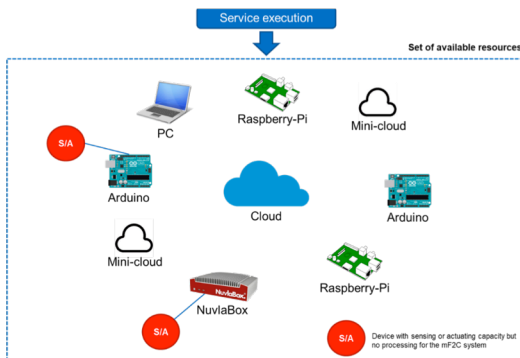 Service execution
Set of available resources
PC
Raspberry-Pi
Mini-cloud
S/A
Arduino
Cloud
Arduino
Mini-cloud
NuvlaBox
NuvlaBox
Raspberry-Pi
S/A
S/A
Device with sensing or actuating capacity but
no processing for the mF2C system